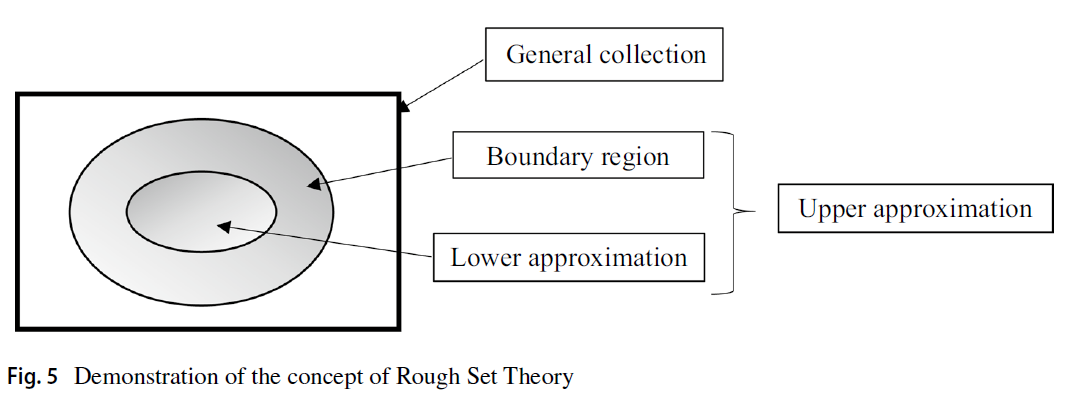 General collection
Boundary region
Upper approximation
Lower approximation
Fig. 5 Demonstration of the concept of Rough Set Theory